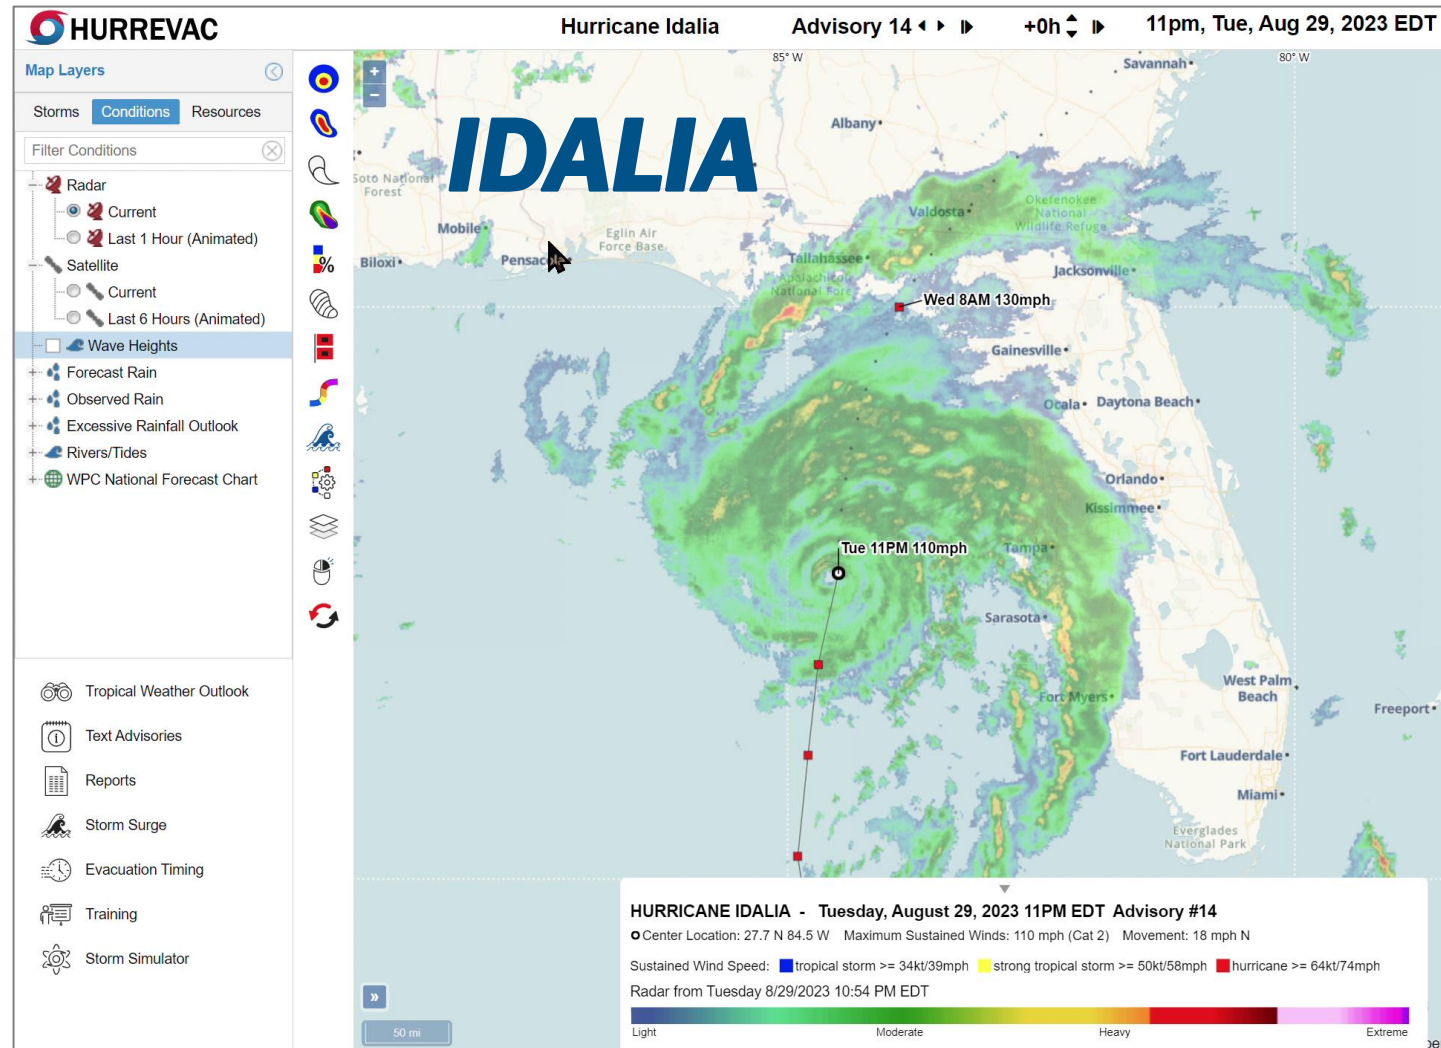 HURREVAC
Hurricane Idalia
Advisory 14
+0h
11pm, Tue, Aug 29, 2023 EDT
Map Layers
Storms
Conditions
Resources
Filter Conditions
Radar
Current
Last 1 Hour (Animated)
Satellite
Current
Last 6 Hours (Animated)
Wave Heights
Forecast Rain
Observed Rain
Excessive Rainfall Outlook
Rivers/Tides
WPC National Forecast Chart
Tropical Weather Outlook
Text Advisories
Reports
Storm Surge
Evacuation Timing
Training
Storm Simulator
%
+
−
85° W
80° W
IDALIA
Savannah
Albany
Soto National
Forest
Mobile
Eglin Air
Force Base
Biloxi
Pensacola
Valdosta
Okefenokee
National
Wildlife Refuge
Tallahassee
Apalachicola
National Forest
Jacksonville
Wed 8AM 130mph
Gainesville
Ocala
Daytona Beach
Orlando
Kissimmee
Tue 11PM 110mph
Tampa
Sarasota
West Palm
Beach
Fort Myers
Freeport
Fort Lauderdale
Miami
Everglades
National Park
»
50 mi
HURRICANE IDALIA - Tuesday, August 29, 2023 11PM EDT Advisory #14
Center Location: 27.7 N 84.5 W Maximum Sustained Winds: 110 mph (Cat 2) Movement: 18 mph N
Sustained Wind Speed: tropical storm >= 34kt/39mph strong tropical storm >= 50kt/58mph hurricane >= 64kt/74mph
Radar from Tuesday 8/29/2023 10:54 PM EDT
Light
Moderate
Heavy
Extreme